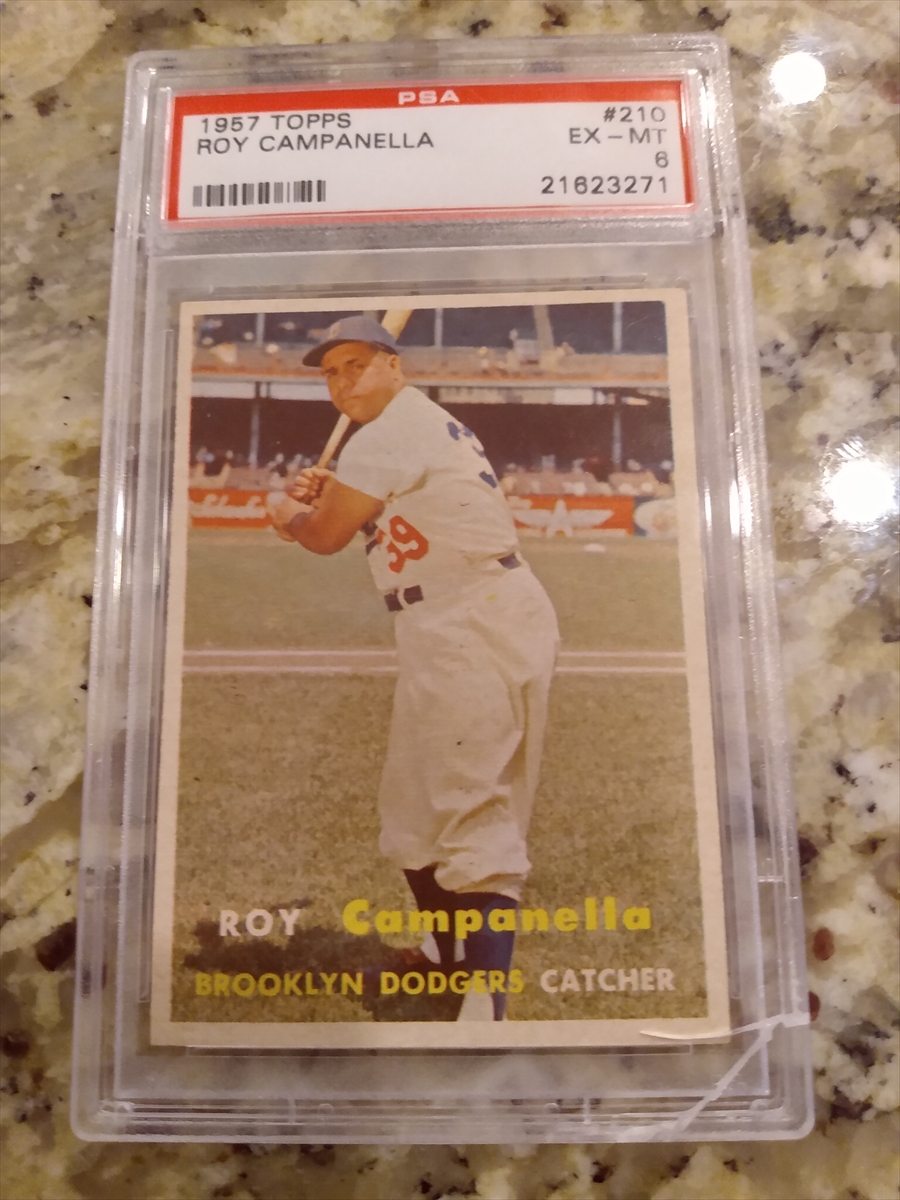 PSA
1957 TOPPS #210
ROY CAMPANELLA EX-MT
6
21623271
39
ROY Campanella
BROOKLYN DODGERS CATCHER